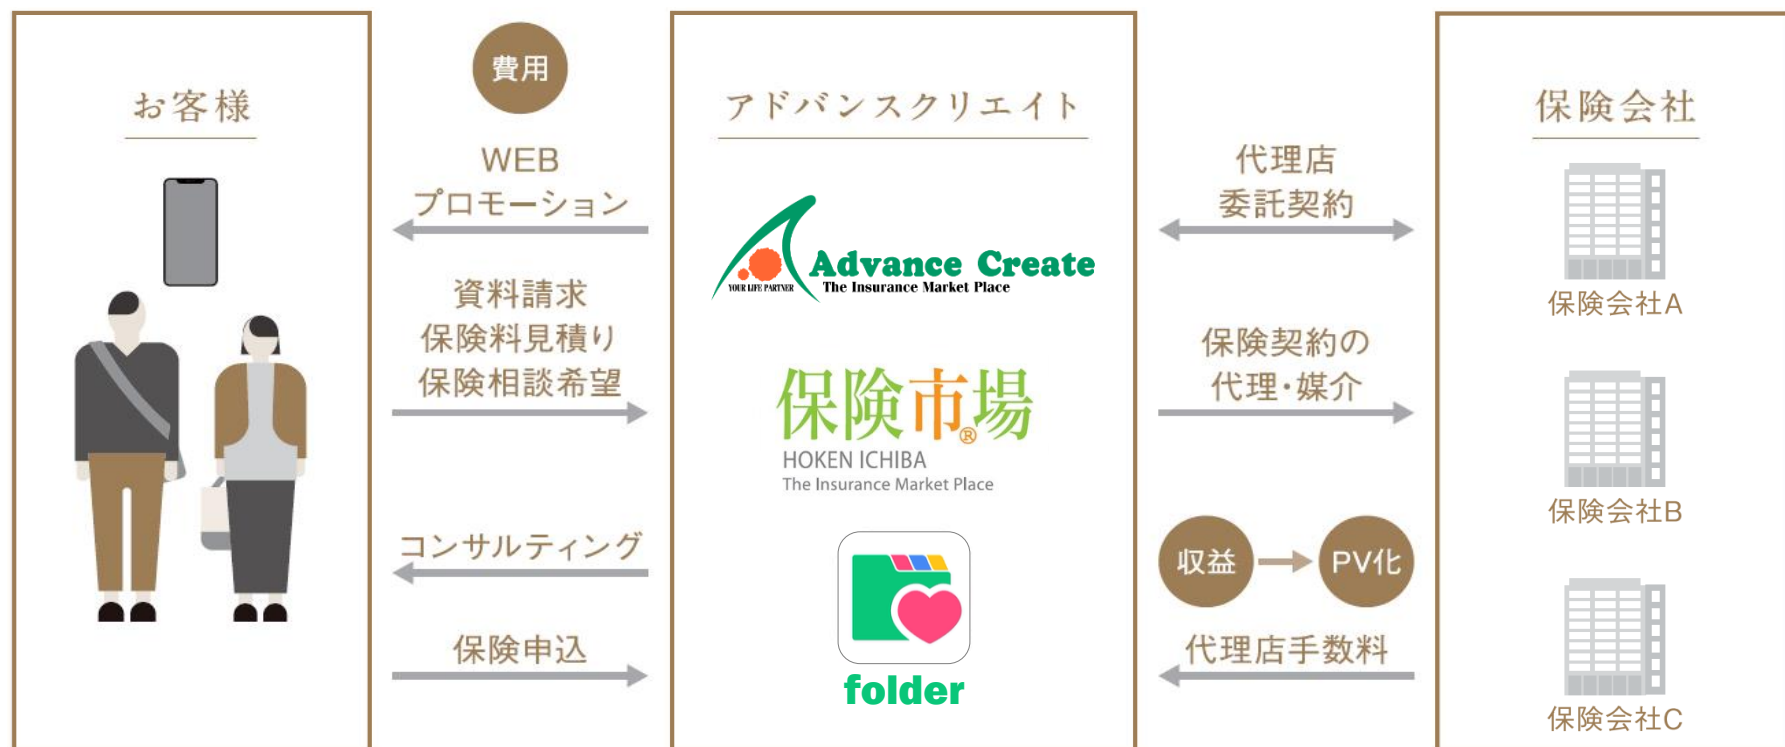 お客様
費用
WEB
プロモーション
資料請求
保険料見積り
保険相談希望
コンサルティング
保険申込
アドバンスクリエイト
Advance Create
YOUR LIFE PARTNER
The Insurance Market Place
保険市場®
HOKEN ICHIBA
The Insurance Market Place
folder
代理店
委託契約
保険契約の
代理・媒介
収益
PV化
代理店手数料
保険会社
保険会社A
保険会社B
保険会社C